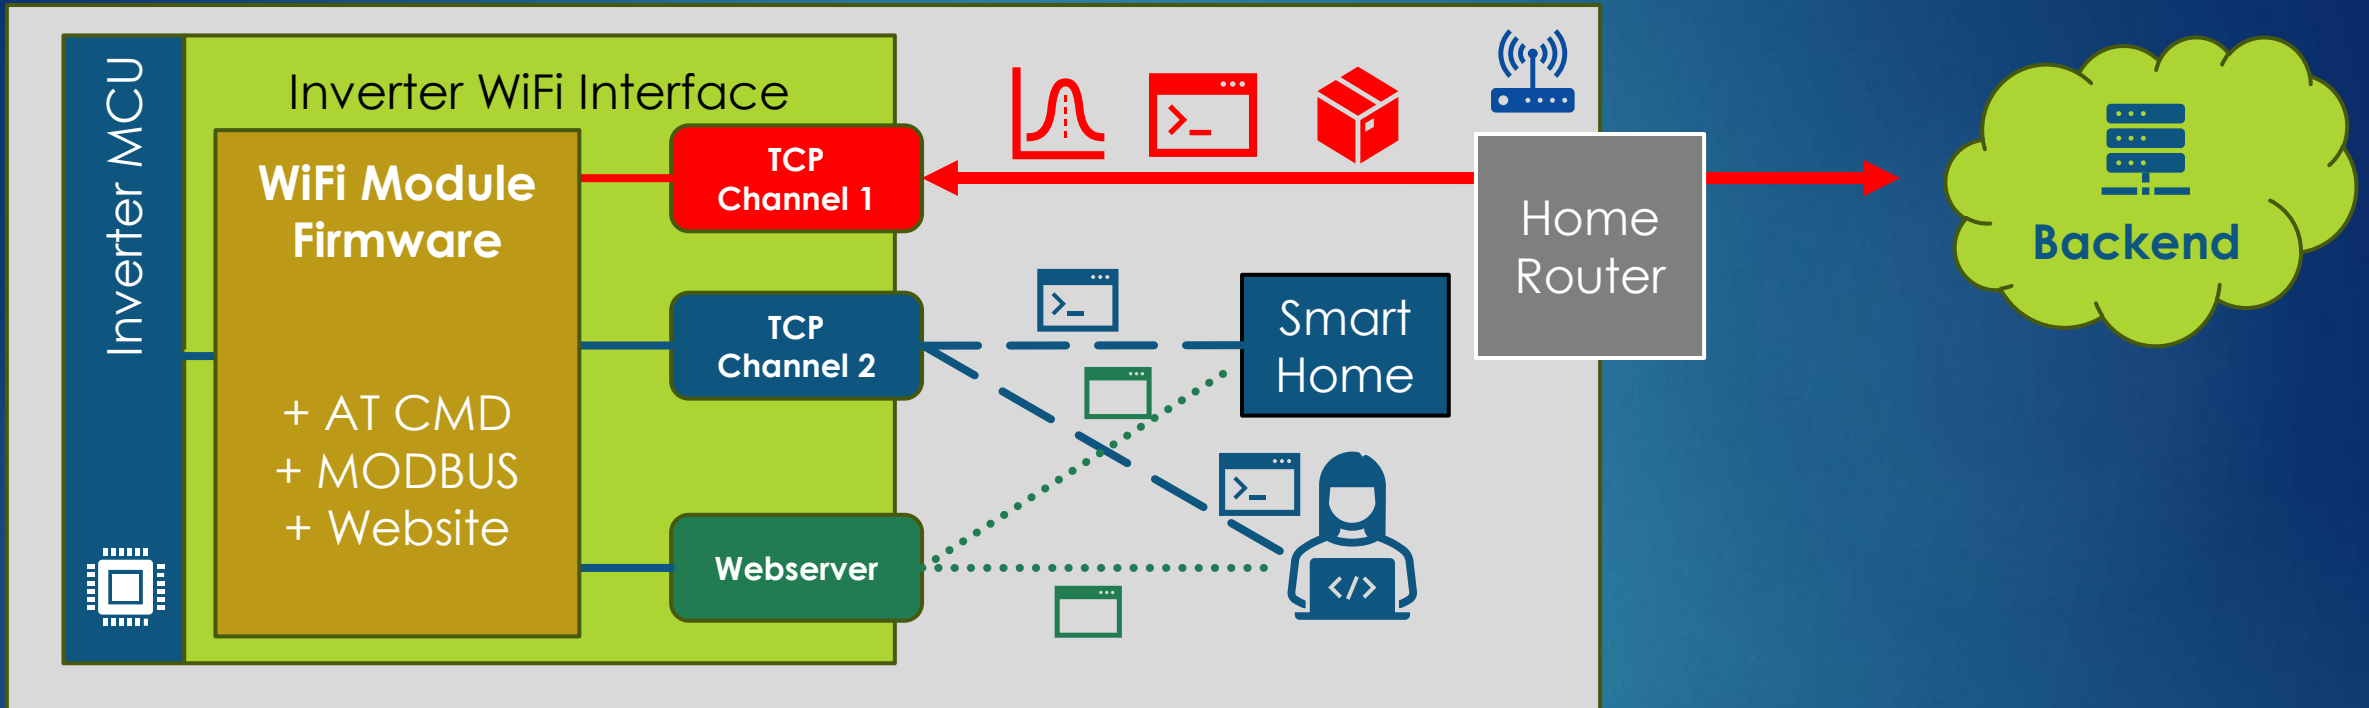 Inverter MCU
Inverter WiFi Interface
WiFi Module
Firmware
+ AT CMD
+ MODBUS
+ Website
TCP
Channel 1
TCP
Channel 2
Webserver
>_
>_
>_
Smart
Home
</>
Home
Router
Backend